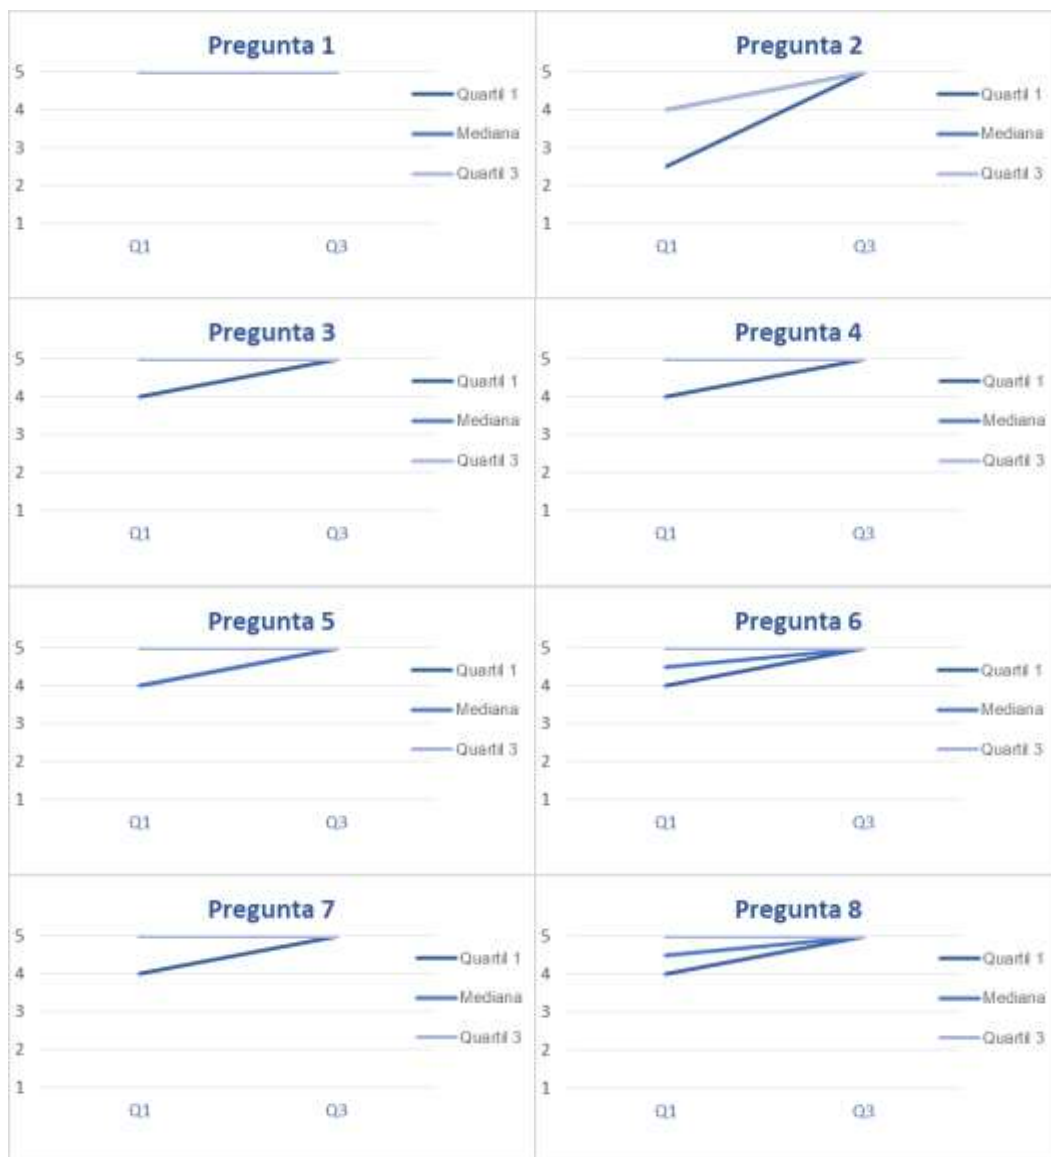 Pregunta 1
5
4
3
2
1
Q1 Q3
Quartil 1
Mediana
Quartil 3
Pregunta 2
5
4
3
2
1
Q1 Q3
Quartil 1
Mediana
Quartil 3
Pregunta 3
5
4
3
2
1
Q1 Q3
Quartil 1
Mediana
Quartil 3
Pregunta 4
5
4
3
2
1
Q1 Q3
Quartil 1
Mediana
Quartil 3
Pregunta 5
5
4
3
2
1
Q1 Q3
Quartil 1
Mediana
Quartil 3
Pregunta 6
5
4
3
2
1
Q1 Q3
Quartil 1
Mediana
Quartil 3
Pregunta 7
5
4
3
2
1
Q1 Q3
Quartil 1
Mediana
Quartil 3
Pregunta 8
5
4
3
2
1
Q1 Q3
Quartil 1
Mediana
Quartil 3